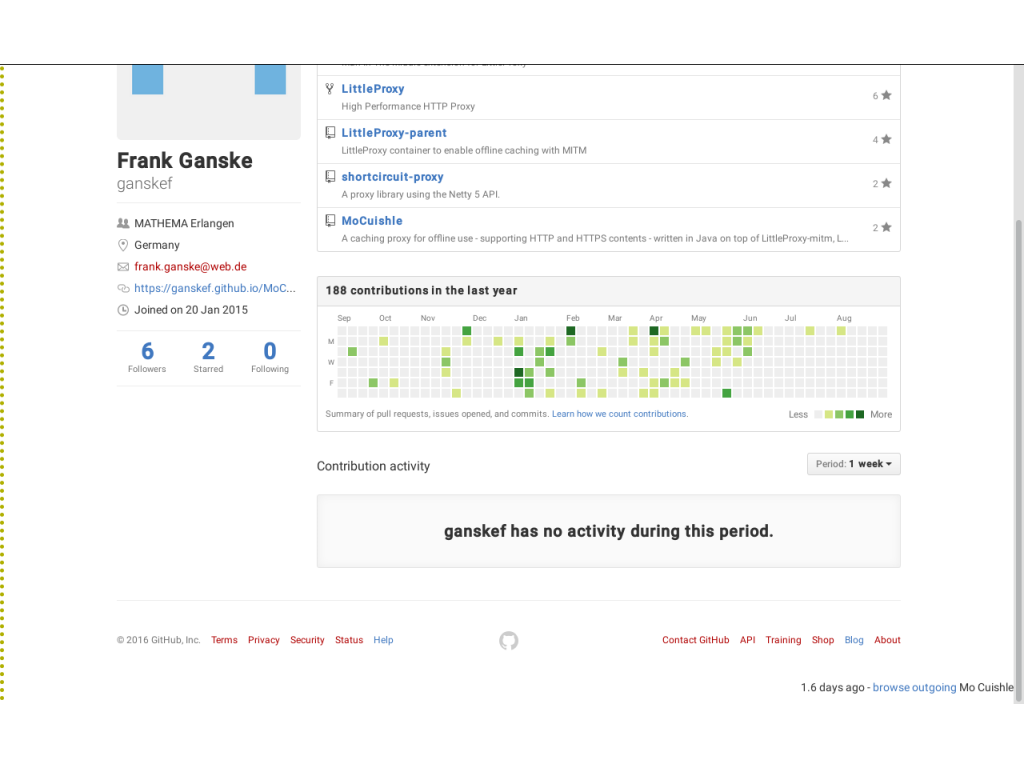 LittleProxy
6
High Performance HTTP Proxy
LittleProxy-parent
4
LittleProxy container to enable offline caching with MITM
shortcircuit-proxy
2
A proxy library using the Netty 5 API.
MoCuishle
2
A caching proxy for offline use - supporting HTTP and HTTPS contents - written in Java on top of LittleProxy-mitm, L...
Frank Ganske
ganskef
MATHEMA Erlangen
Germany
frank.ganske@web.de
https://ganskef.github.io/MoC...
Joined on 20 Jan 2015
6 2 0
Followers Starred Following
188 contributions in the last year
Sep Oct Nov Dec Jan Feb Mar Apr May Jun Jul Aug
M
W
F
Summary of pull requests, issues opened, and commits. Learn how we count contributions.
Less More
Contribution activity
Period: 1 week
ganskef has no activity during this period.
© 2016 GitHub, Inc. Terms Privacy Security Status Help
Contact GitHub API Training Shop Blog About
1.6 days ago - browse outgoing Mo Cuishle